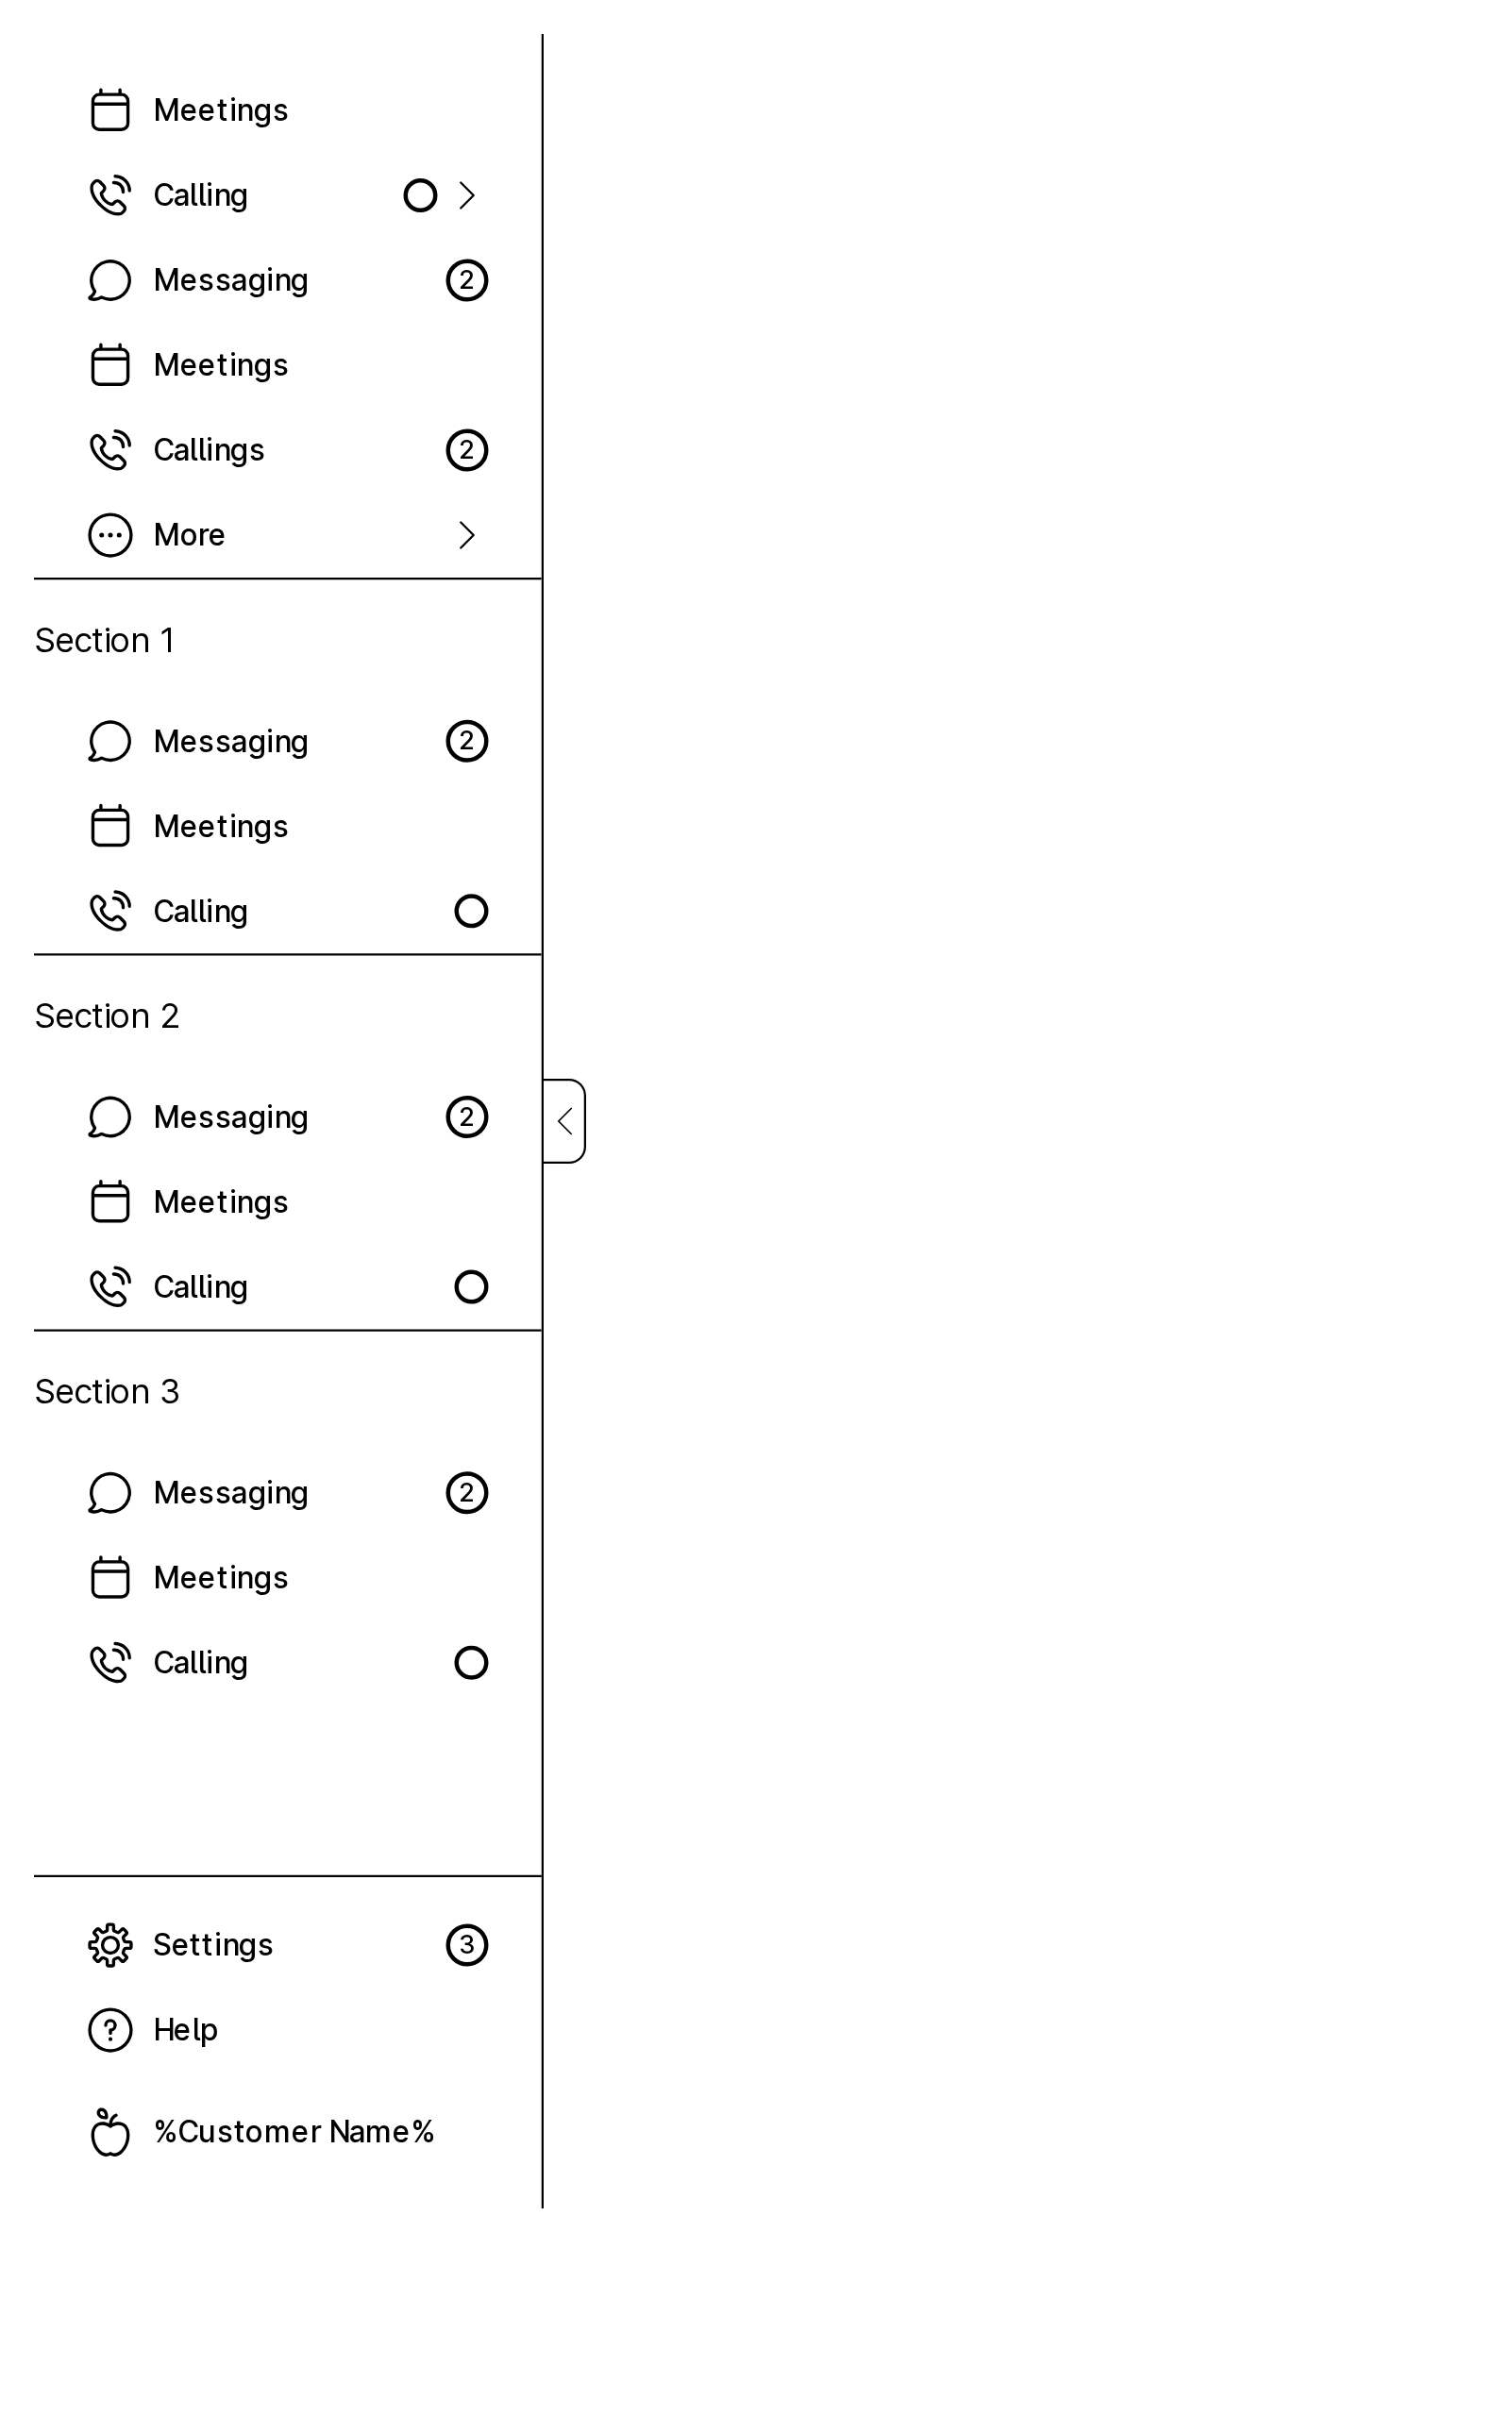 Meetings
Calling
Messaging 2
Meetings
Callings 2
More
Section 1
Messaging 2
Meetings
Calling
Section 2
Messaging 2
Meetings
Calling
Section 3
Messaging 2
Meetings
Calling
Settings 3
Help
%Customer Name%